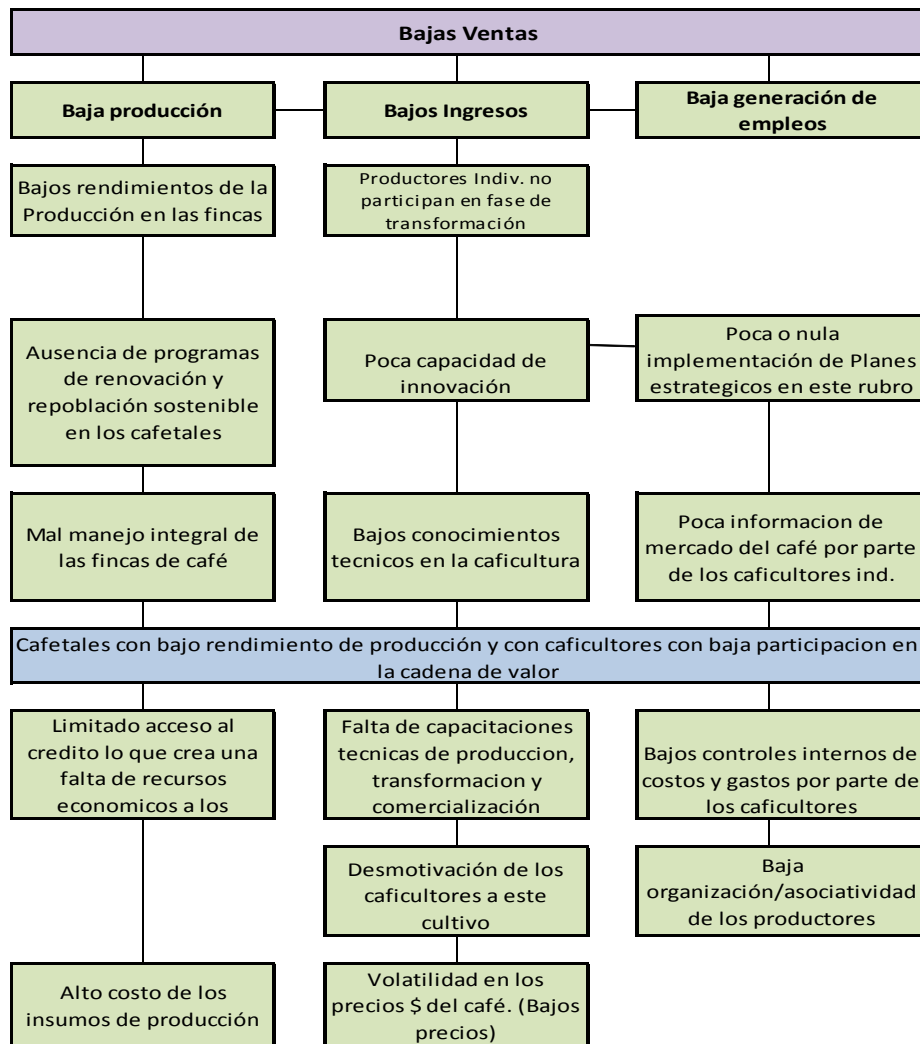 Bajas Ventas
Baja producción
Bajos Ingresos
Baja generación de
empleos
Bajos rendimientos de la
Producción en las fincas
Productores Indiv. no
participan en fase de
transformación
Ausencia de programas
de renovación y
repoblación sostenible
en los cafetales
Poca capacidad de
innovación
Poca o nula
implementación de Planes
estrategicos en este rubro
Mal manejo integral de
las fincas de café
Bajos conocimientos
tecnicos en la caficultura
Poca informacion de
mercado del café por parte
de los caficultores ind.
Cafetales con bajo rendimiento de producción y con caficultores con baja participacion en
la cadena de valor
Limitado acceso al
credito lo que crea una
falta de recursos
economicos a los
Falta de capacitaciones
tecnicas de produccion,
transformacion y
comercialización
Bajos controles internos de
costos y gastos por parte de
los caficultores
Desmotivación de los
caficultores a este
cultivo
Baja
organización/asociatividad
de los productores
Alto costo de los
insumos de producción
Volatilidad en los
precios $ del café. (Bajos
precios)